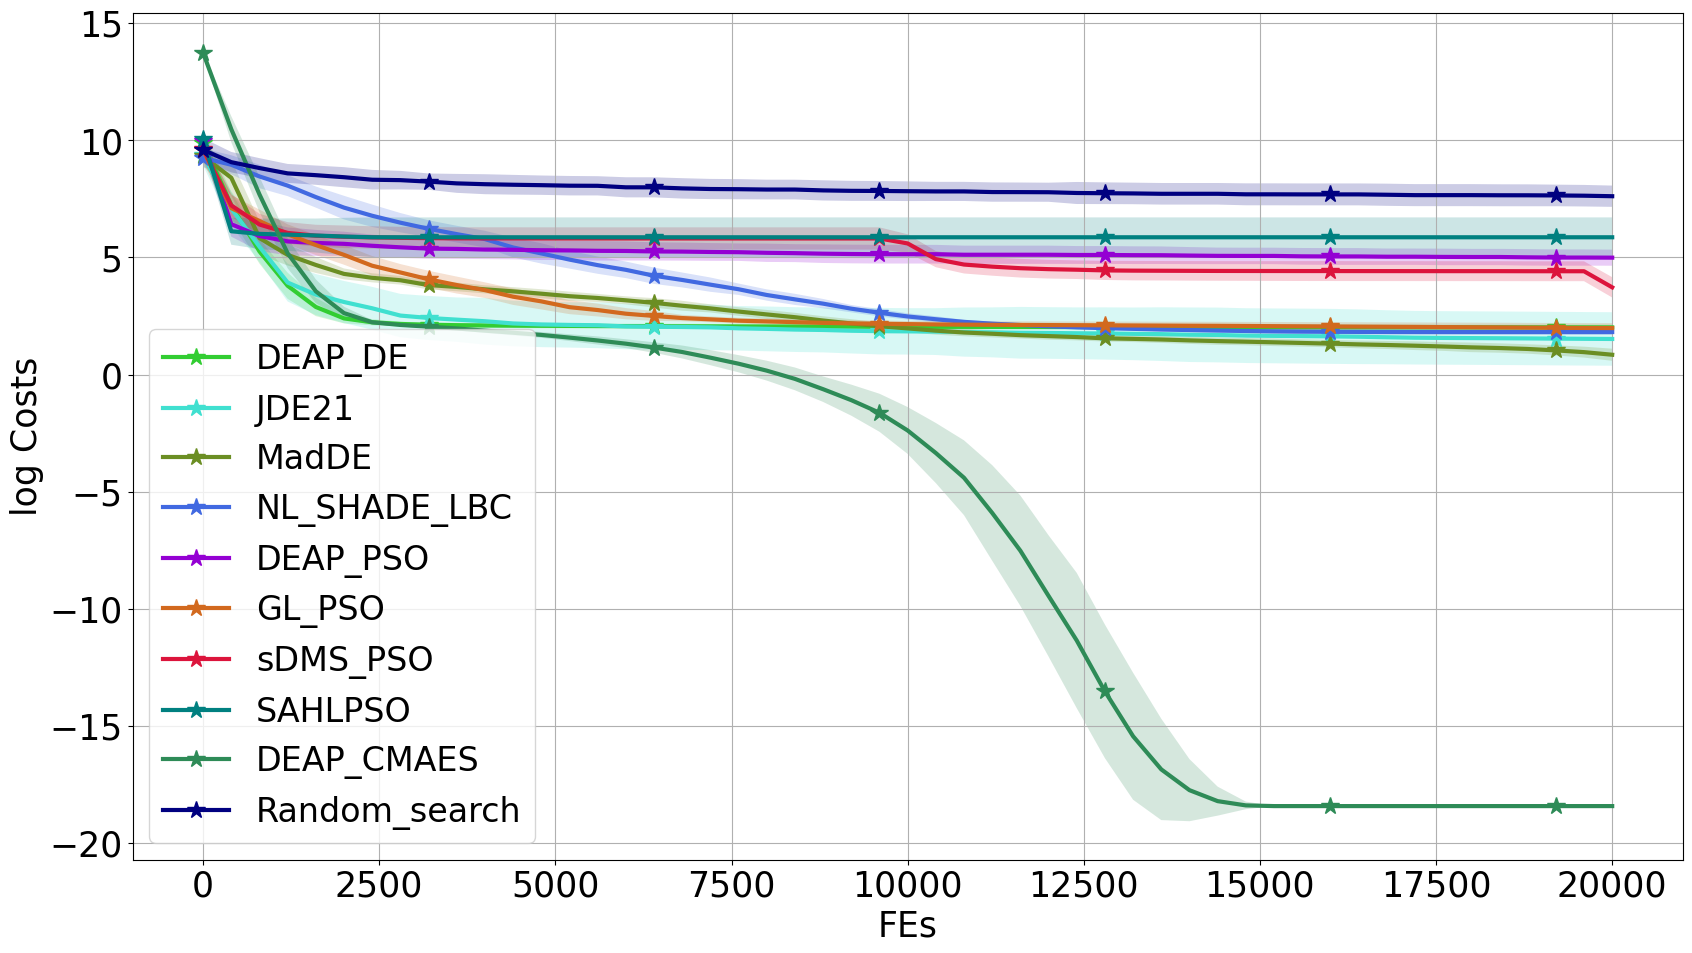 15
10
5
0
−5
−10
−15
−20
log Costs
DEAP_DE
JDE21
MadDE
NL_SHADE_LBC
DEAP_PSO
GL_PSO
sDMS_PSO
SAHLPSO
DEAP_CMAES
Random_search
0 2500 5000 7500 10000 12500 15000 17500 20000
FEs